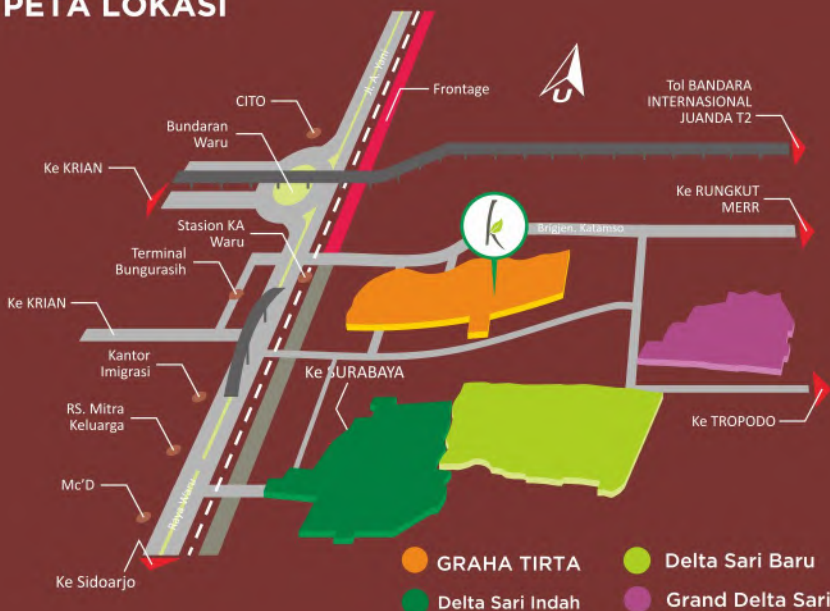 PETA LOKASI
Jl. A. Yani
Frontage
U
Tol BANDARA
INTERNASIONAL
JUANDA T2
CITO
Bundaran
Waru
Ke KRIAN
Ke RUNGKUT
MERR
Stasion KA
Waru
Brigjen. Katamso
Terminal
Bungurasih
Ke KRIAN
Kantor
Imigrasi
Ke SURABAYA
RS. Mitra
Keluarga
Ke TROPODO
Mc'D
Raya Waru
Ke Sidoarjo
GRAHA TIRTA
Delta Sari Baru
Delta Sari Indah
Grand Delta Sari